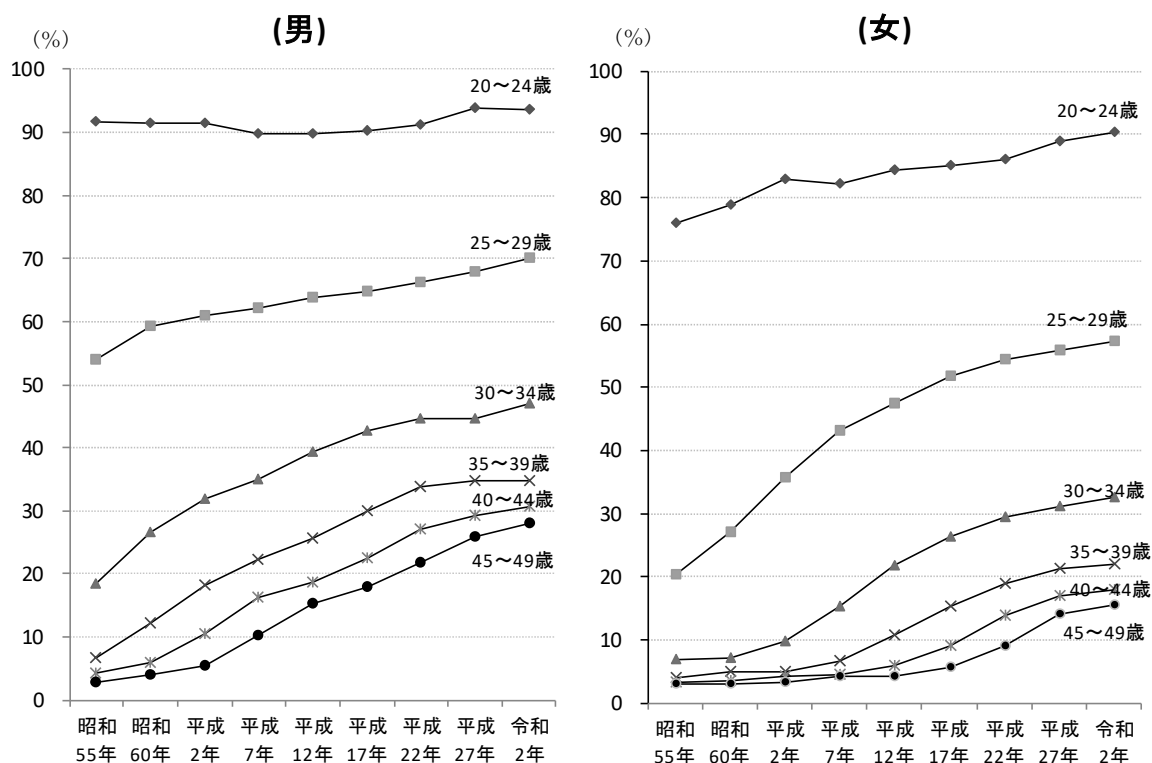 (男)
(%)
100
90
80
70
60
50
40
30
20
10
0
20～24歳
25～29歳
30～34歳
35～39歳
40～44歳
45～49歳
昭和 昭和 平成 平成 平成 平成 平成 平成 令和
55年 60年 2年 7年 12年 17年 22年 27年 2年
(女)
(%)
100
90
80
70
60
50
40
30
20
10
0
20～24歳
25～29歳
30～34歳
35～39歳
40～44歳
45～49歳
昭和 昭和 平成 平成 平成 平成 平成 平成 令和
55年 60年 2年 7年 12年 17年 22年 27年 2年